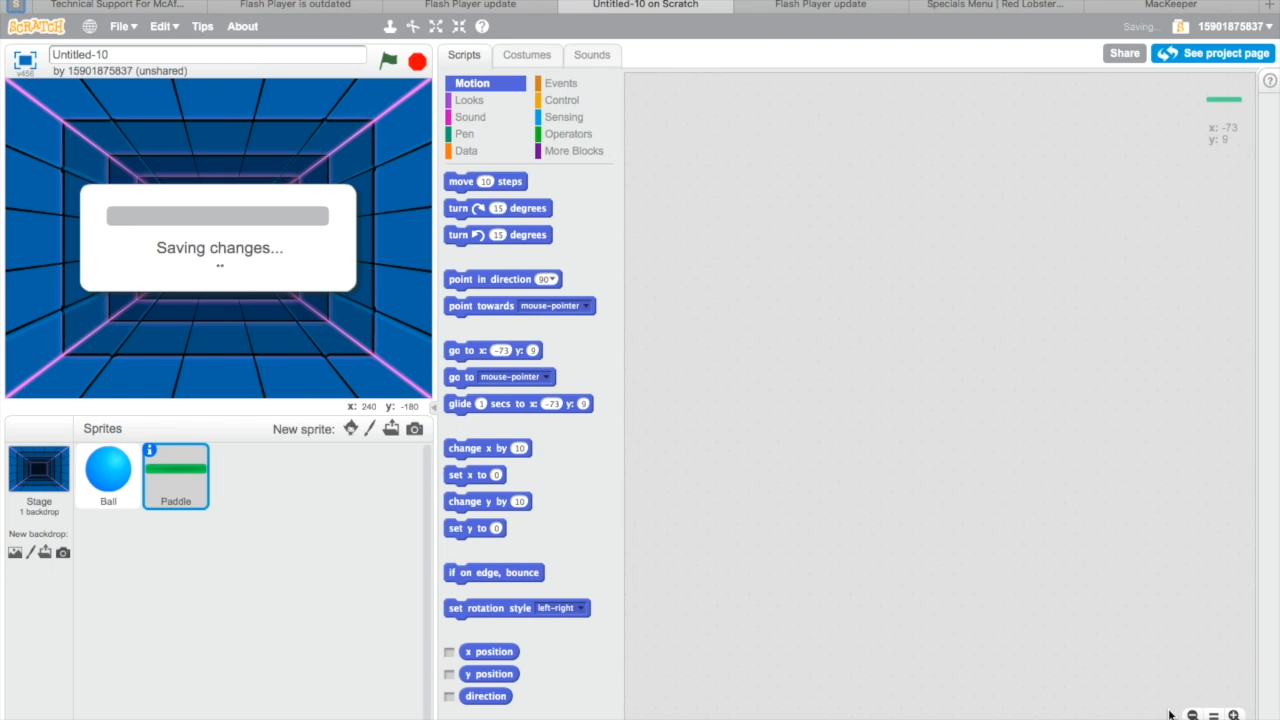 Technical Support For McAf... Flash Player is outdated Flash Player update Untitled-10 on Scratch Flash Player update Specials Menu | Red Lobster... MacKeeper
SCRATCH File Edit Tips About Saving... 15901875837
Untitled-10
by 15901875837 (unshared)
v456
Scripts Costumes Sounds
Share See project page
Motion Events
Looks Control
Sound Sensing
Pen Operators
Data More Blocks
x: -73
y: 9
move 10 steps
turn 15 degrees
turn 15 degrees
point in direction 90
point towards mouse-pointer
go to x: -73 y: 9
go to mouse-pointer
glide 1 secs to x: -73 y: 9
change x by 10
set x to 0
change y by 10
set y to 0
if on edge, bounce
set rotation style left-right
x position
y position
direction
Saving changes...
x: 240 y: -180
Sprites New sprite:
Stage
1 backdrop
New backdrop:
Ball
Paddle